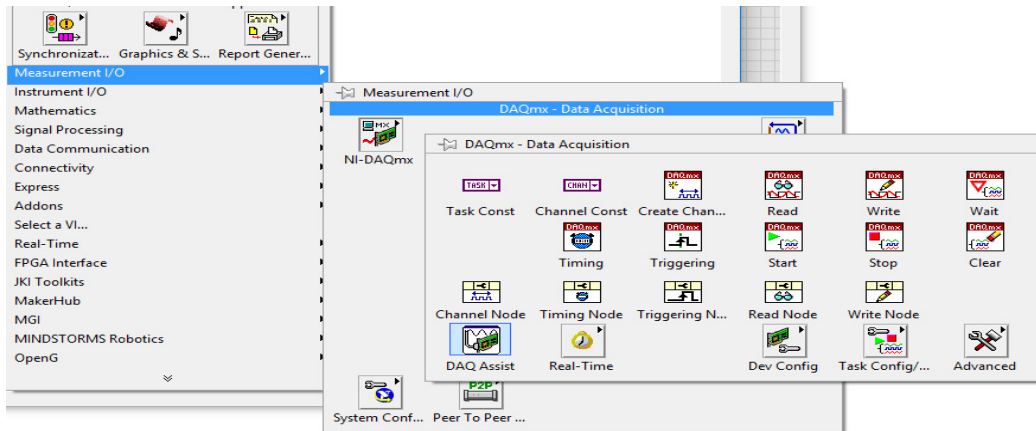 Synchronizat... Graphics & S... Report Gener...
Measurement I/O
Instrument I/O
Mathematics
Signal Processing
Data Communication
Connectivity
Express
Addons
Select a VI...
Real-Time
FPGA Interface
JKI Toolkits
MakerHub
MGI
MINDSTORMS Robotics
OpenG
Measurement I/O
DAQmx - Data Acquisition
MX
NI-DAQmx
DAQmx - Data Acquisition
TASK CHAN DAQmx DAQmx DAQmx DAQmx
Task Const Channel Const Create Chan... Read Write Wait
DAQmx DAQmx DAQmx DAQmx DAQmx
Timing Triggering Start Stop Clear
Channel Node Timing Node Triggering N... Read Node Write Node
DAQ Assist Real-Time Dev Config Task Config/... Advanced
P2P
System Conf... Peer To Peer ...